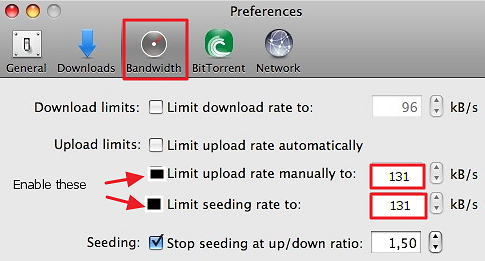 Preferences
General Downloads Bandwidth BitTorrent Network
Download limits: Limit download rate to: 96 kB/s
Upload limits: Limit upload rate automatically
Limit upload rate manually to: 131 kB/s
Enable these
Limit seeding rate to: 131 kB/s
Seeding: Stop seeding at up/down ratio: 1,50